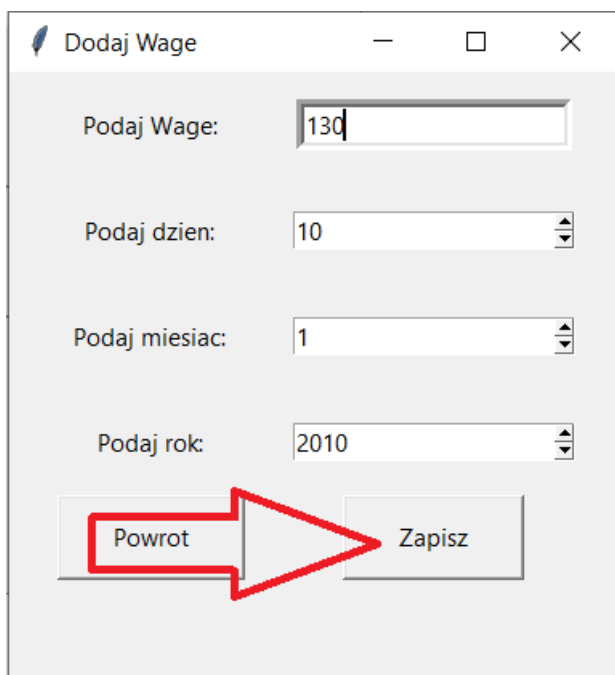 Dodaj Wage
Podaj Wage: 130
Podaj dzien: 10
Podaj miesiac: 1
Podaj rok: 2010
Powrot Zapisz